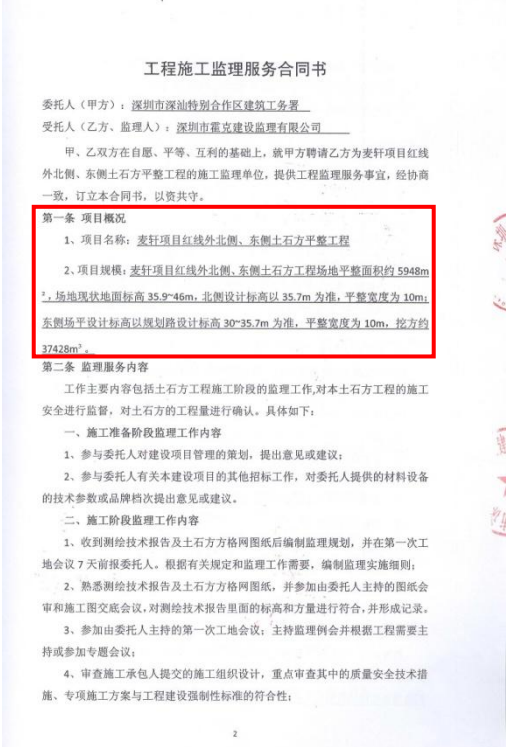 工程施工监理服务合同书
委托人（甲方）：深圳市深汕特别合作区建筑工务署
受托人（乙方、监理人）：深圳市霍克建设监理有限公司
甲、乙双方在自愿、平等、互利的基础上，就甲方聘请乙方为麦轩项目红线
外北侧、东侧土石方平整工程的施工监理单位，提供工程监理服务事宜，经协商
一致，订立本合同书，以资共守。
第一条 项目概况
1、项目名称：麦轩项目红线外北侧、东侧土石方平整工程
2、项目规模：麦轩项目红线外北侧、东侧土石方工程场地平整面积约 5948m
²，场地现状地面标高 35.9~46m，北侧设计标高以 35.7m 为准，平整宽度为 10m；
东侧场平设计标高以规划路设计标高 30~35.7m 为准，平整宽度为 10m，挖方约
37428m³。
第二条 监理服务内容
工作主要内容包括土石方工程施工阶段的监理工作,对本土石方工程的施工
安全进行监督，对土石方的工程量进行确认。具体如下：
一、施工准备阶段监理工作内容
1、参与委托人对建设项目管理的策划，提出意见或建议；
2、参与委托人有关本建设项目的其他招标工作，对委托人提供的材料设备
的技术参数或品牌档次提出意见或建议。
二、施工阶段监理工作内容
1、收到测绘技术报告及土石方方格网图纸后编制监理规划，并在第一次工
地会议 7 天前报委托人。根据有关规定和监理工作需要，编制监理实施细则；
2、熟悉测绘技术报告及土石方方格网图纸，并参加由委托人主持的图纸会
审和施工图交底会议,对测绘技术报告里面的标高和方量进行符合,并形成记录。
3、参加由委托人主持的第一次工地会议；主持监理例会并根据工程需要主
持或参加专题会议；
4、审查施工承包人提交的施工组织设计，重点审查其中的质量安全技术措
施、专项施工方案与工程建设强制性标准的符合性；
2